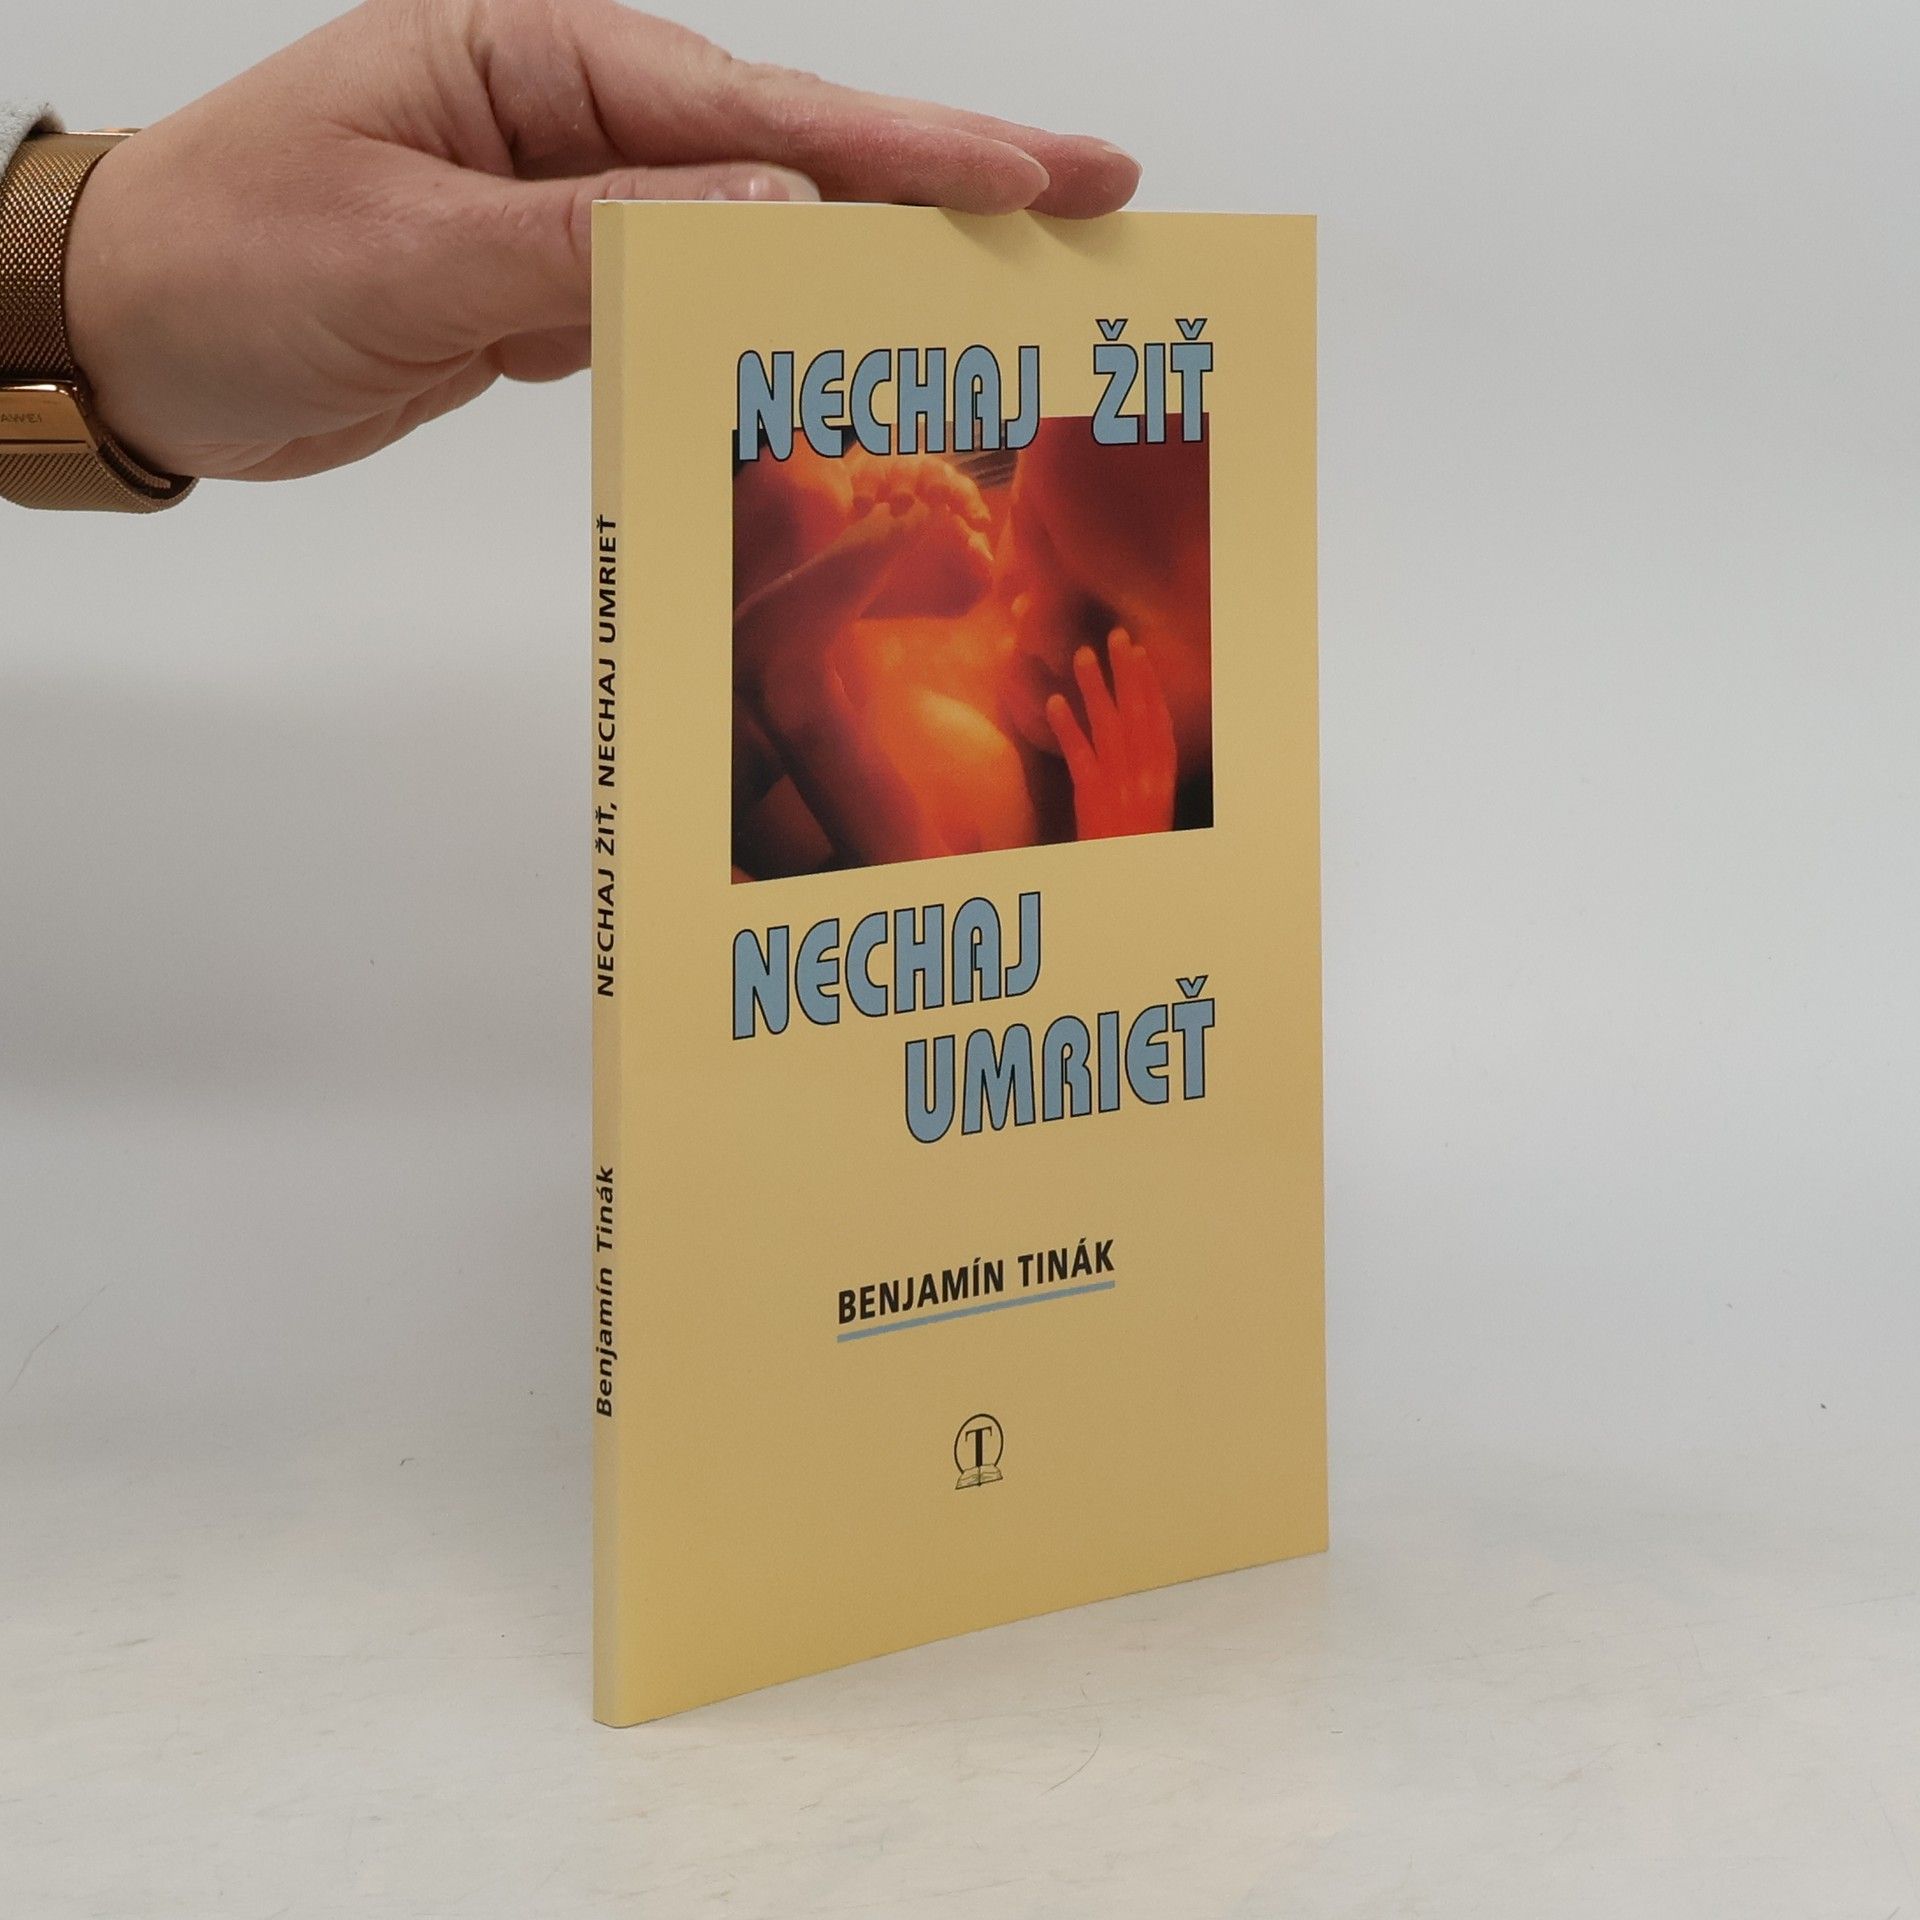 NECHAJ ŽIŤ
NECHAJ
UMRIEŤ
BENJAMÍN TINÁK
T
Benjamín Tinák NECHAJ ŽIŤ, NECHAJ UMRIEŤ